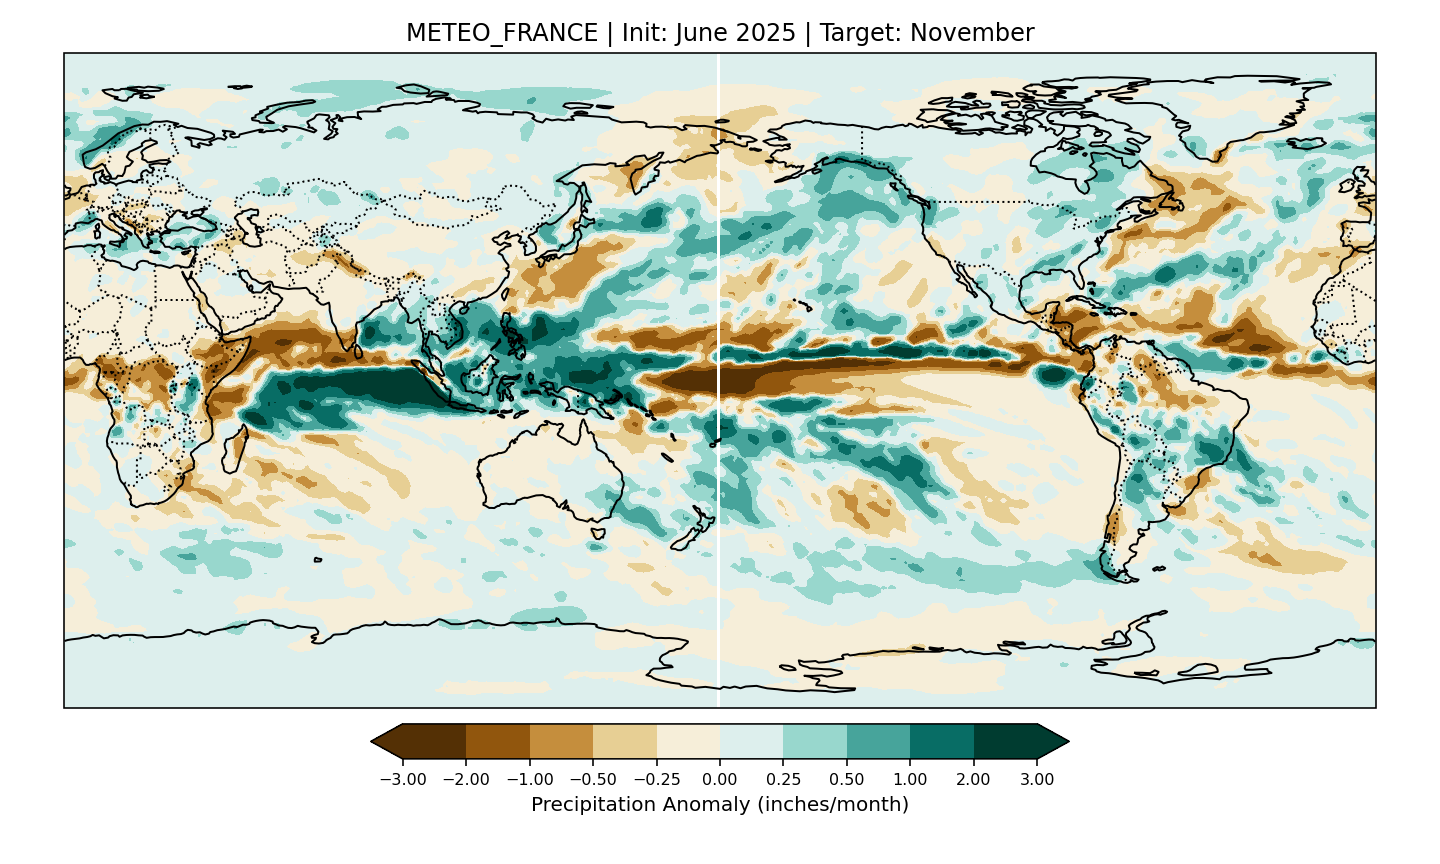 METEO_FRANCE | Init: June 2025 | Target: November
−3.00 −2.00 −1.00 −0.50 −0.25 0.00 0.25 0.50 1.00 2.00 3.00
Precipitation Anomaly (inches/month)